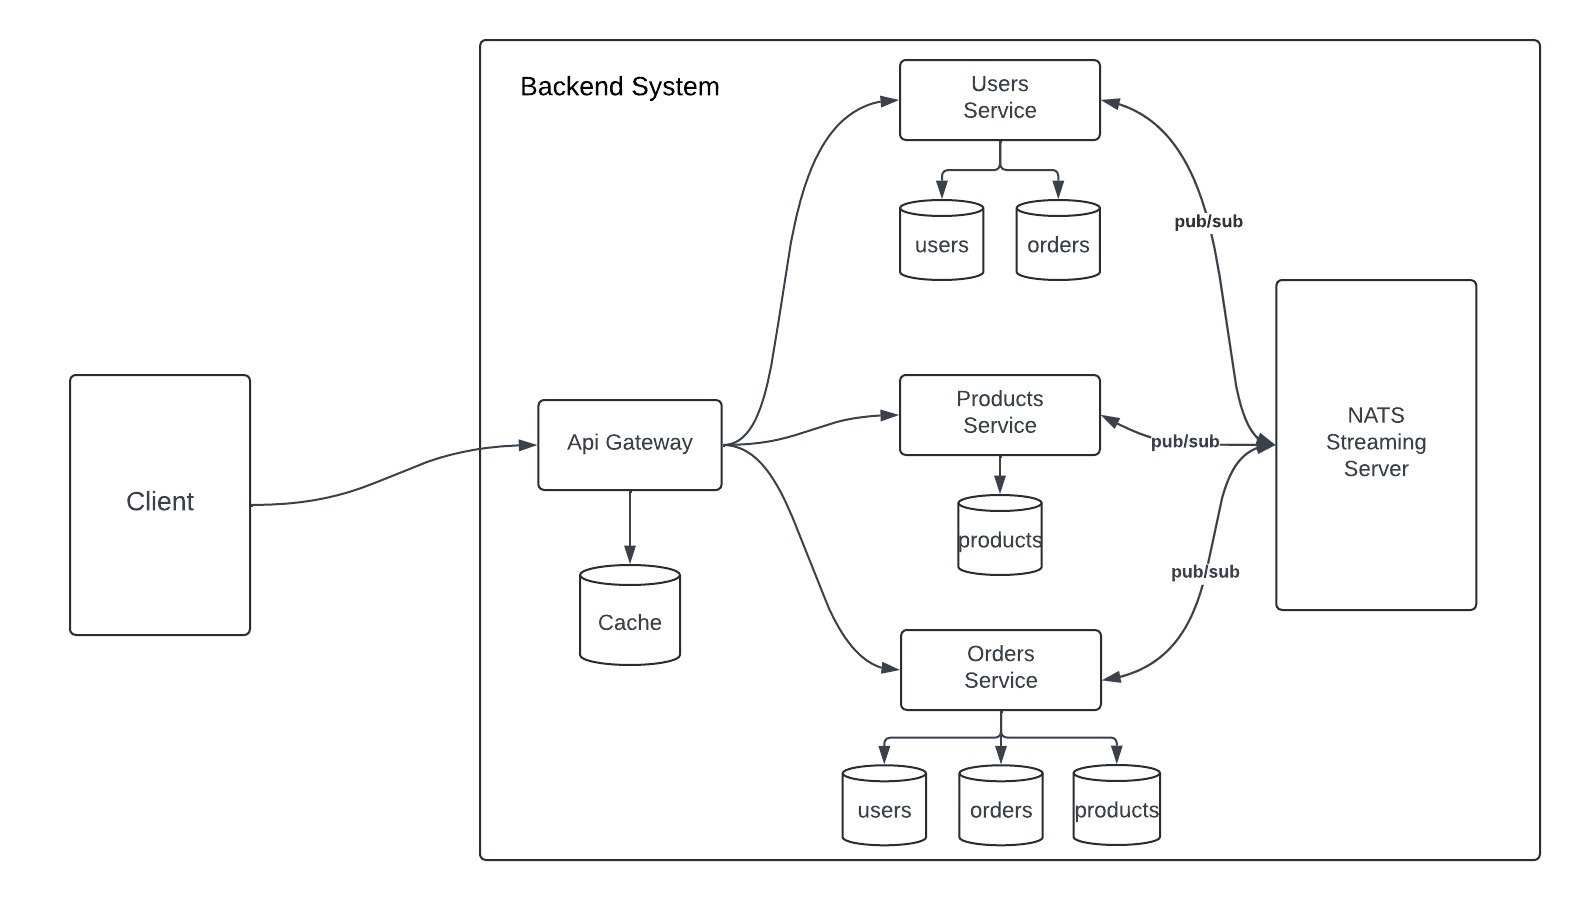 Backend System
Users
Service
users
orders
pub/sub
Client
Api Gateway
Cache
Products
Service
products
pub/sub
NATS
Streaming
Server
pub/sub
Orders
Service
users
orders
products